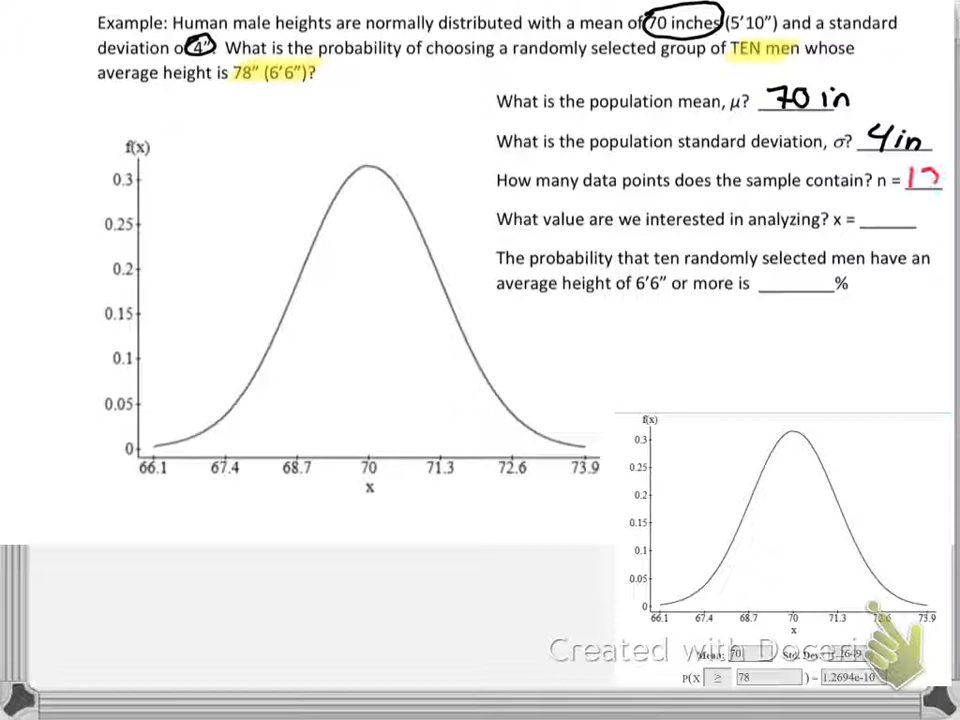 Example: Human male heights are normally distributed with a mean of 70 inches (5'10") and a standard
deviation of 4". What is the probability of choosing a randomly selected group of TEN men whose
average height is 78" (6'6")?
What is the population mean, μ? 70 in
What is the population standard deviation, σ? 4in
How many data points does the sample contain? n =
What value are we interested in analyzing? x = ______
The probability that ten randomly selected men have an
average height of 6'6" or more is ________%
f(x)
0.3
0.25
0.2
0.15
0.1
0.05
0
66.1 67.4 68.7 70 71.3 72.6 73.9
x
f(x)
0.3
0.25
0.2
0.15
0.1
0.05
0
66.1 67.4 68.7 70 71.3 72.6 73.9
x
Created with Doceri
Mean: 70 Std. Dev:
P(X ≥ 78 ) = 1.2694e-10